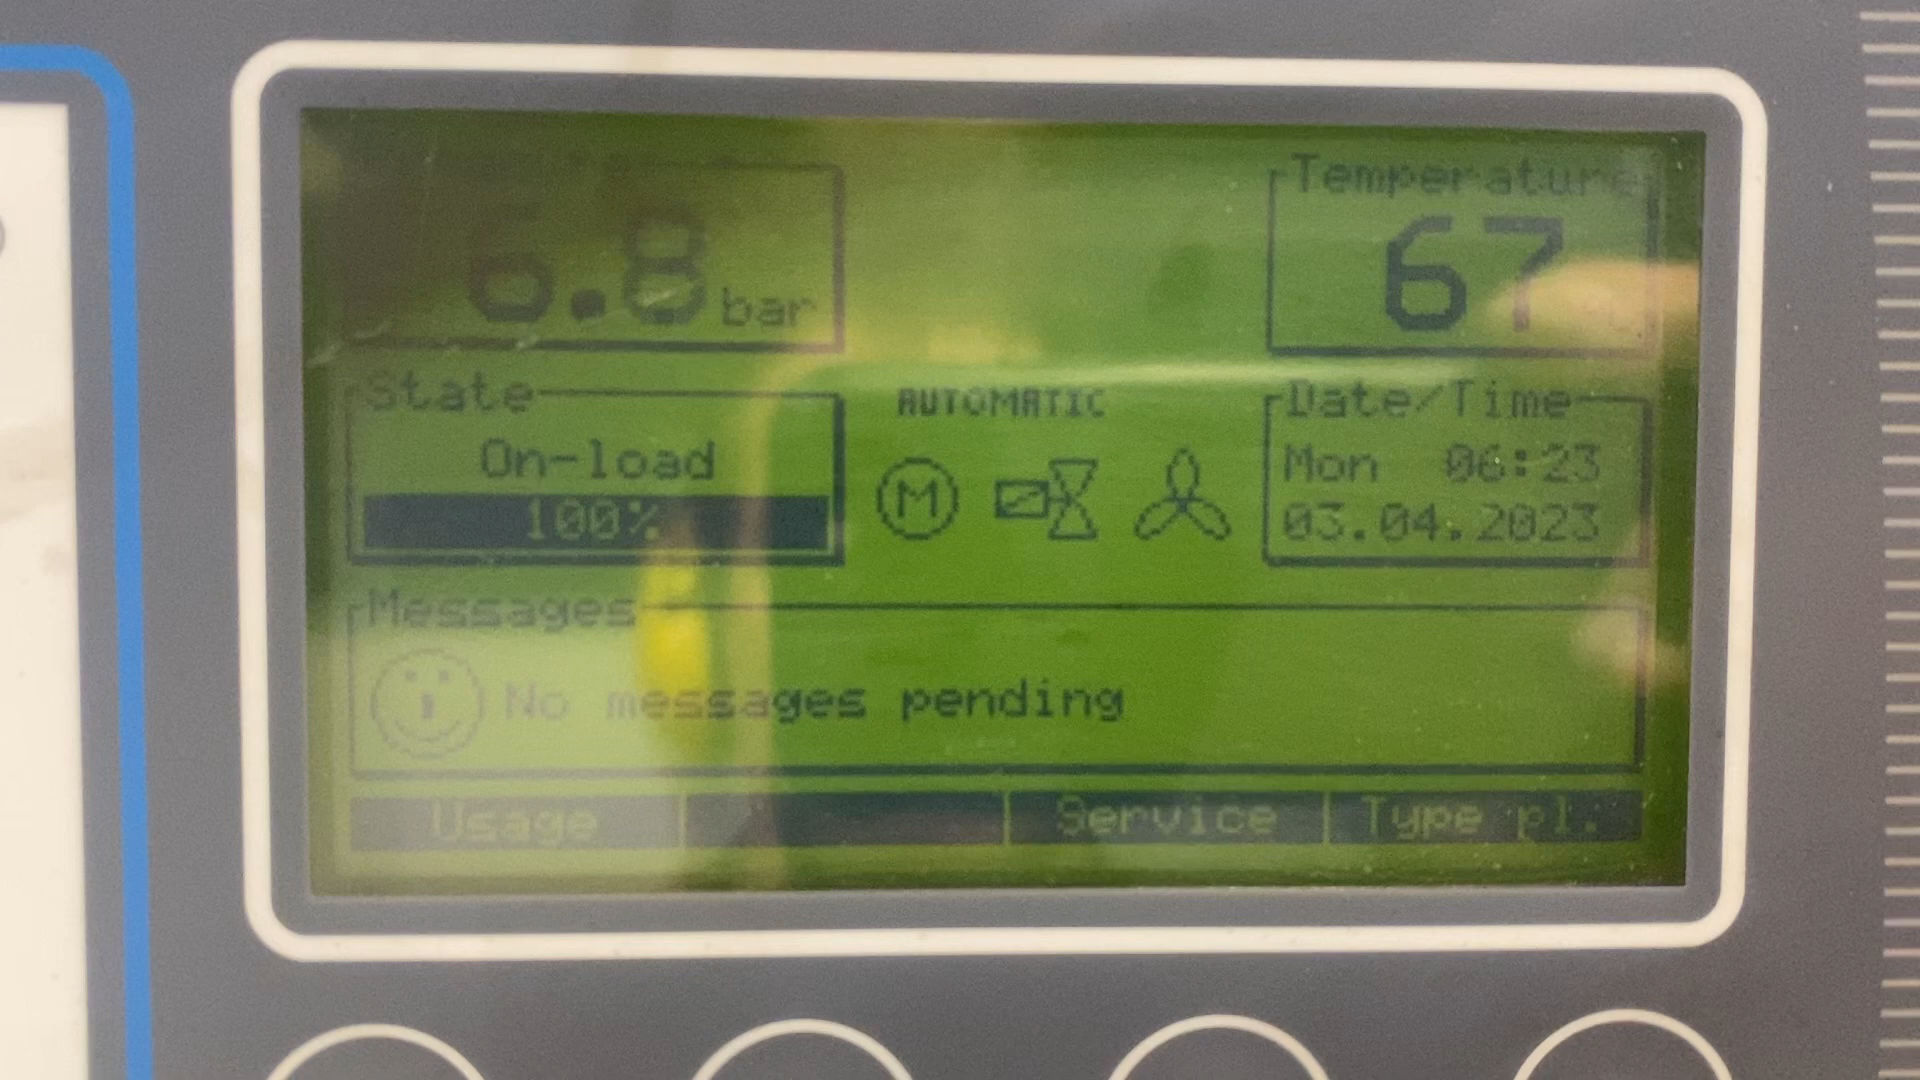 6.8 bar
Temperature
67
State
On-load
100%
AUTOMATIC
M
Date/Time
Mon 06:23
03.04.2023
Messages
No messages pending
Usage
Service
Type pl.